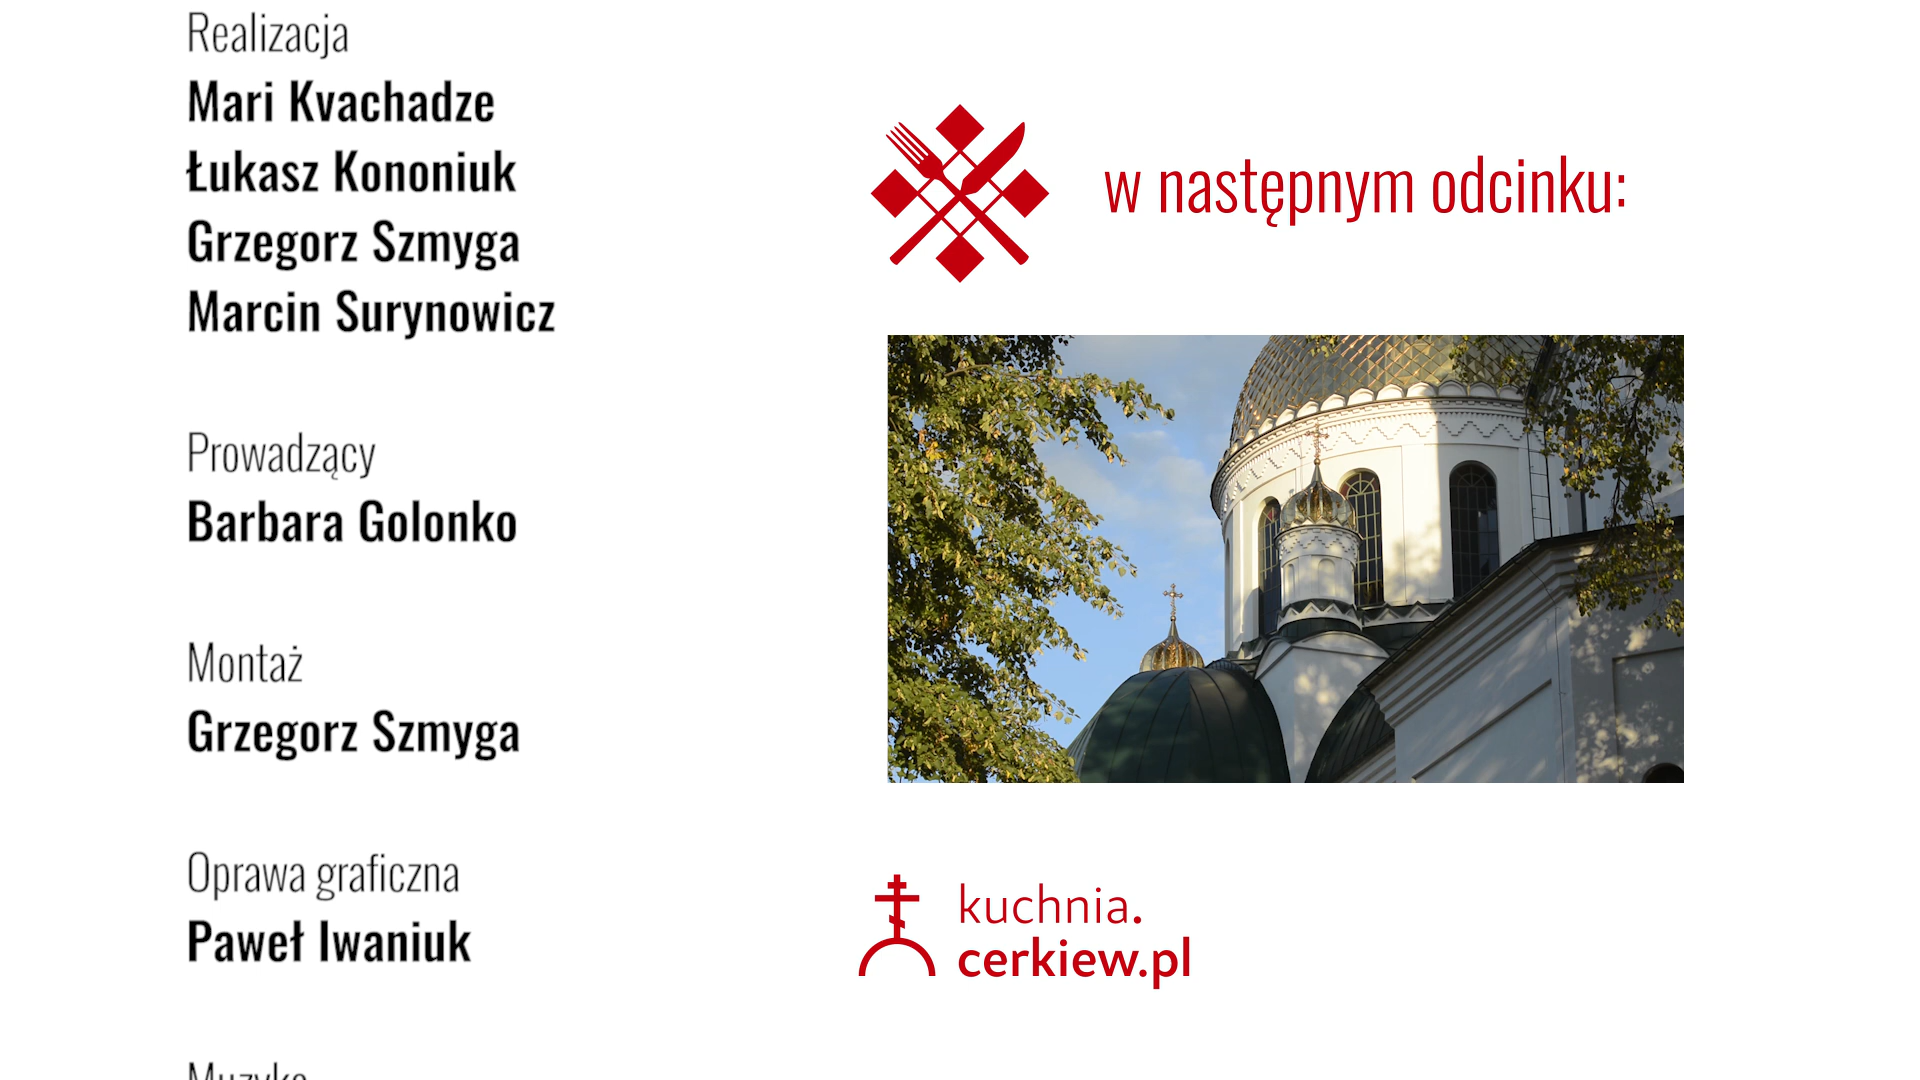 Realizacja
Mari Kvachadze
Łukasz Kononiuk
Grzegorz Szmyga
Marcin Surynowicz
Prowadzący
Barbara Golonko
Montaż
Grzegorz Szmyga
Oprawa graficzna
Paweł Iwaniuk
w następnym odcinku:
kuchnia.
cerkiew.pl